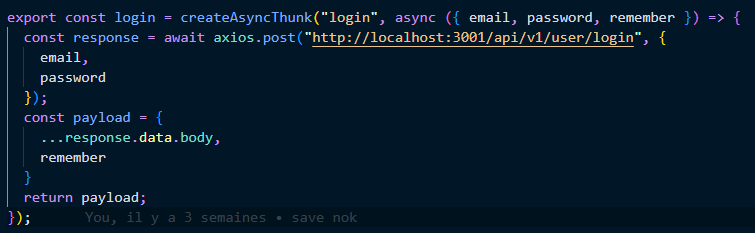 export const login = createAsyncThunk("login", async ({ email, password, remember }) => {
const response = await axios.post("http://localhost:3001/api/v1/user/login", {
email,
password
});
const payload = {
...response.data.body,
remember
}
return payload;
}); You, il y a 3 semaines • save nok